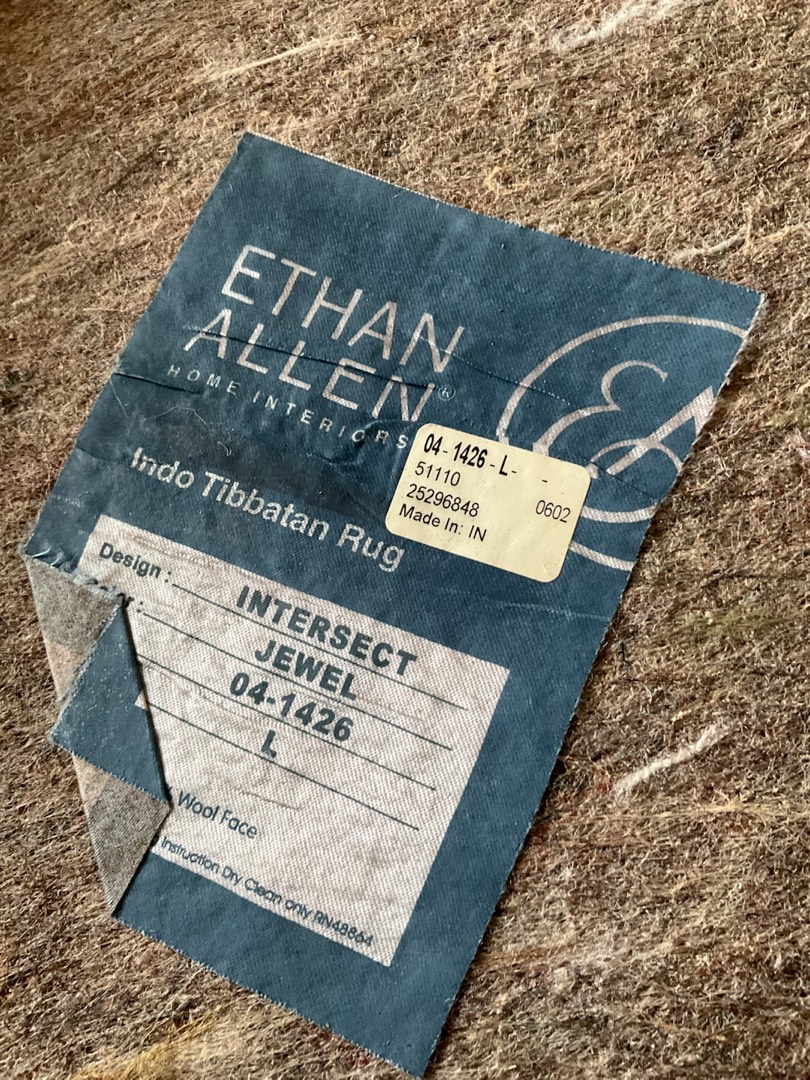 ETHAN
ALLEN®
HOME INTERIORS
EA
04-1426-L- -
51110
25296848 0602
Made In: IN
Indo Tibbatan Rug
Design : INTERSECT
JEWEL
04-1426
L
Wool Face
Instruction Dry Clean only RN48864